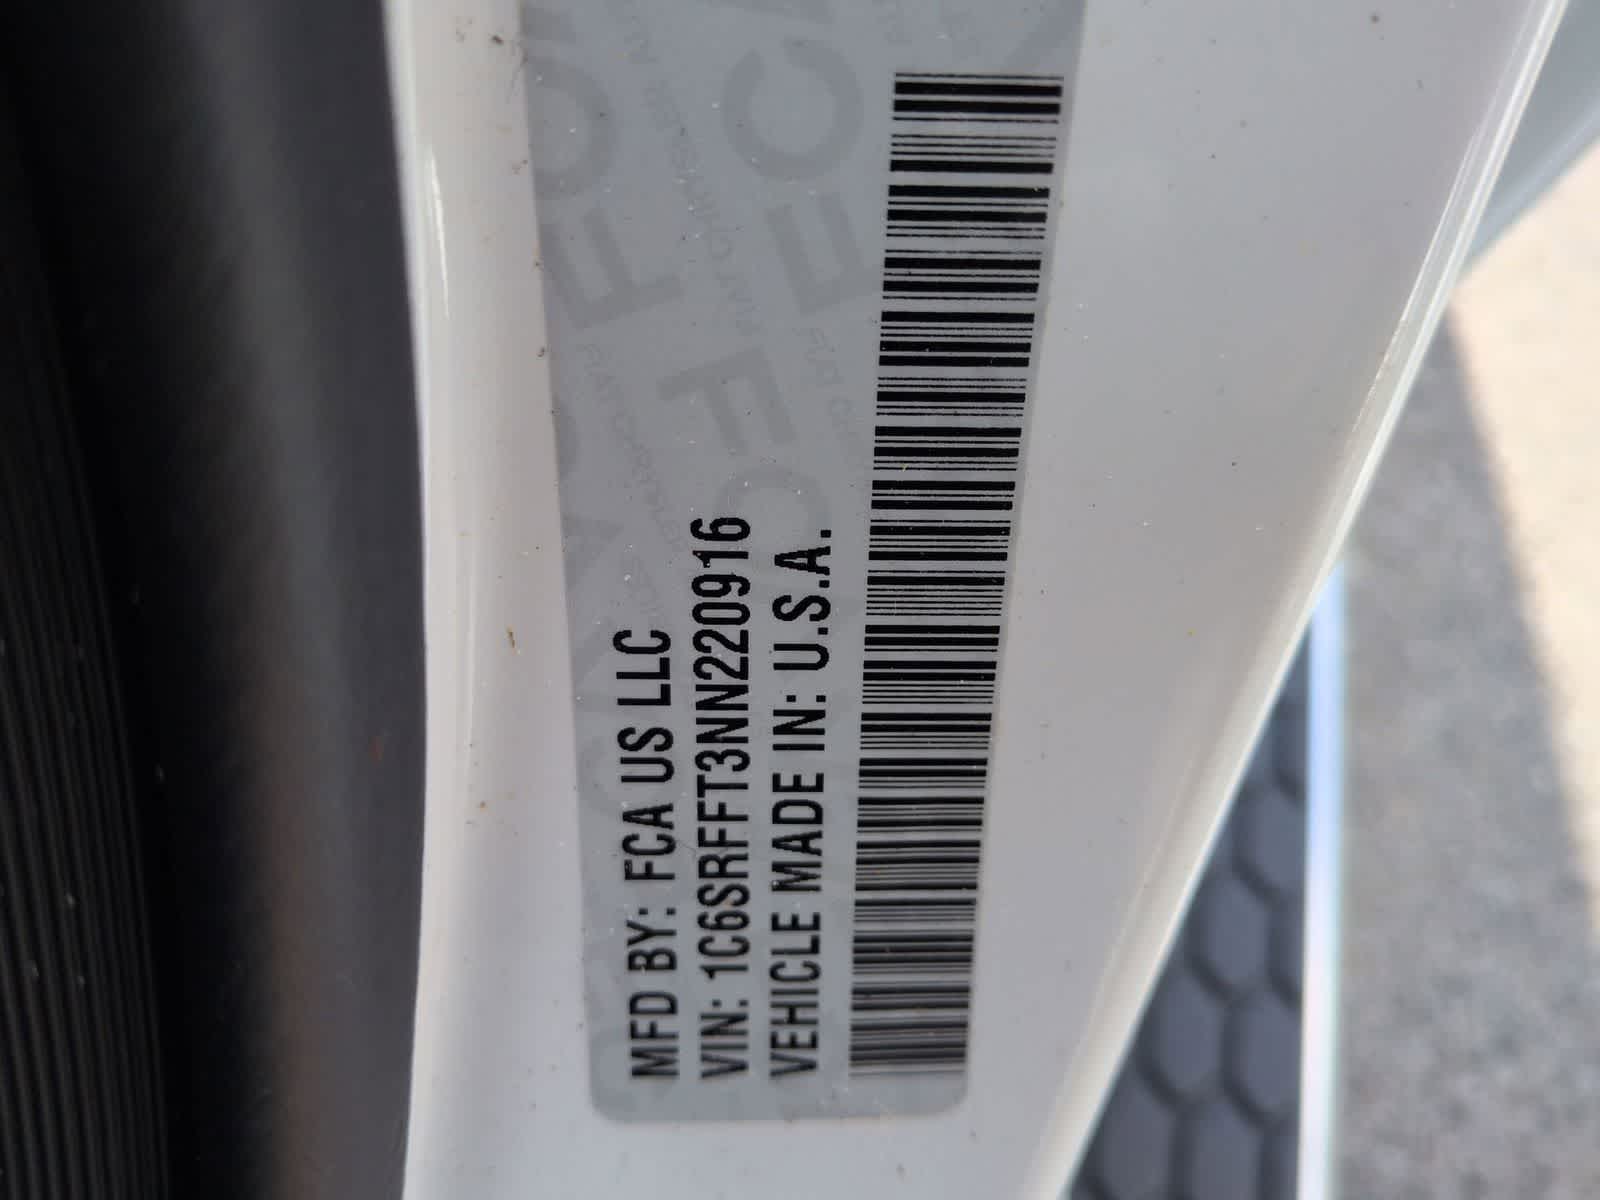 MFD BY: FCA US LLC
VIN: 1C6SRFFT3NN220916
VEHICLE MADE IN: U.S.A.